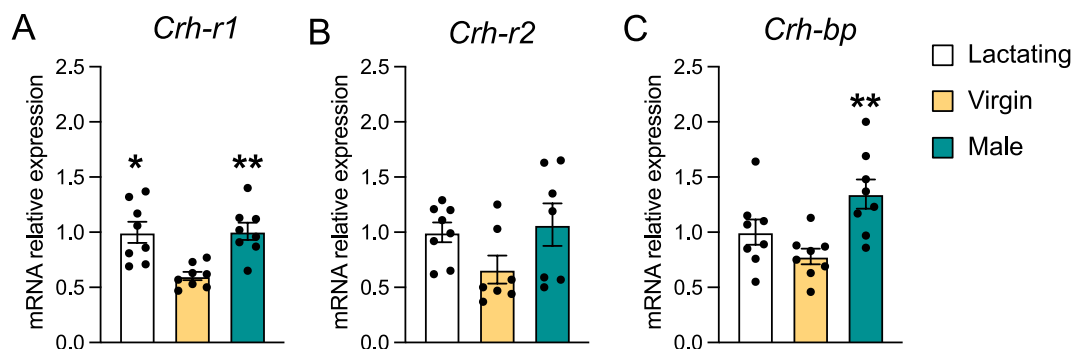 A
Crh-r1
mRNA relative expression
2.5
2.0
1.5
1.0
0.5
0.0
*
**
B
Crh-r2
mRNA relative expression
2.5
2.0
1.5
1.0
0.5
0.0
C
Crh-bp
mRNA relative expression
2.5
2.0
1.5
1.0
0.5
0.0
**
Lactating
Virgin
Male